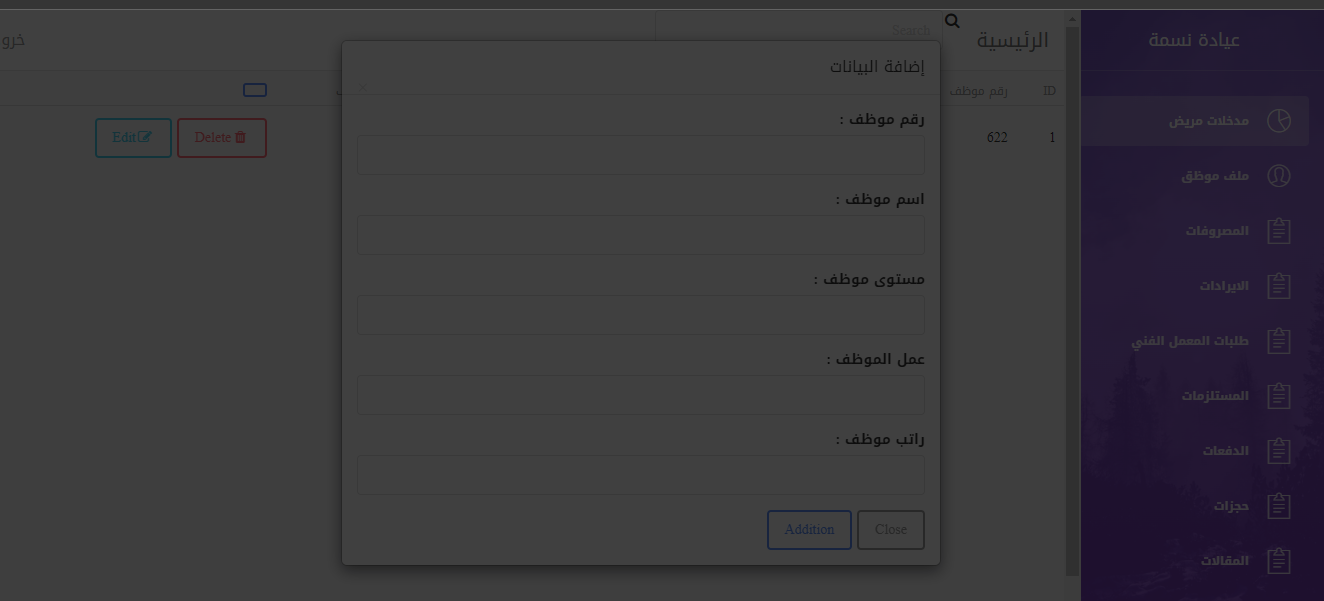 عيادة نسمة
مدخلات مريض
ملف موظق
المصروفات
الايرادات
طلبات المعمل الفني
المستلزمات
الدفعات
حجزات
المقالات
الرئيسية
Search
خرو
ID
رقم موظف
1
622
Delete
Edit
إضافة البيانات
×
رقم موظف :
اسم موظف :
مستوى موظف :
عمل الموظف :
راتب موظف :
Close
Addition